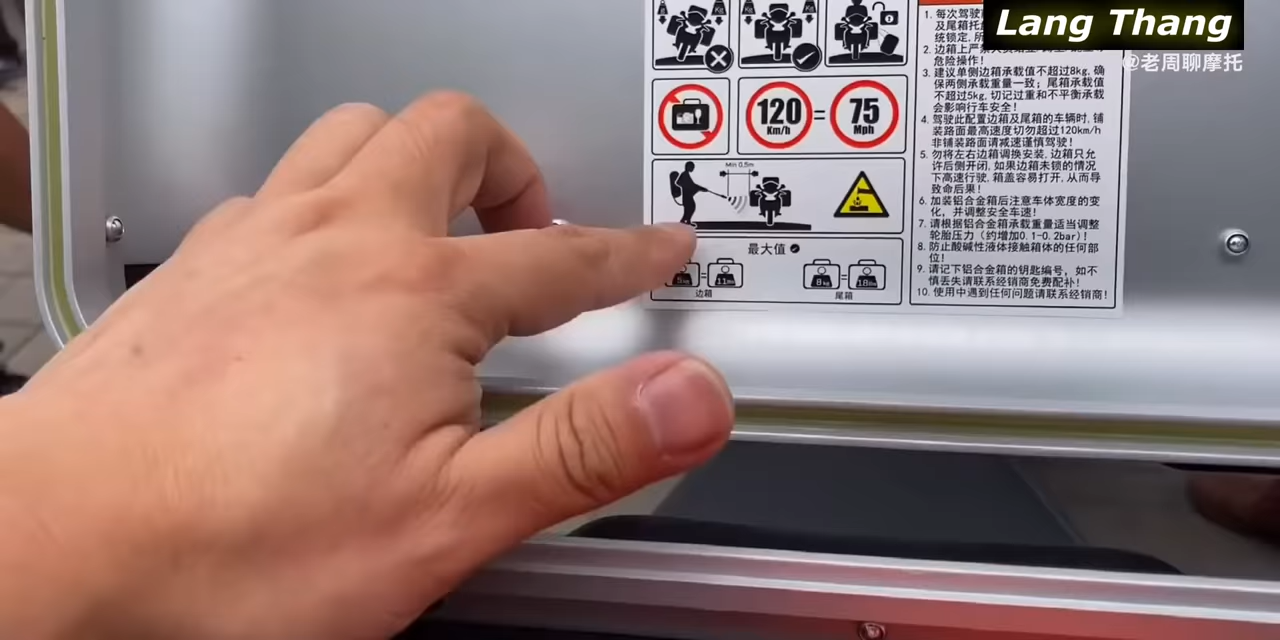 Lang Thang
@老周聊摩托
120
Km/h
=
75
Mph
Min 0.5m
最大值
5kg
=
11lbs
边箱
8kg
=
18lbs
尾箱
1. 每次驾驶
及尾箱托
统锁定, 所
2. 边箱上严禁
危险操作!
3. 建议单侧边箱承载值不超过8kg, 确
保两侧承载重量一致; 尾箱承载值
不超过5kg, 切记过重和不平衡承载
会影响行车安全!
4. 驾驶此配置边箱及尾箱的车辆时, 铺
装路面最高速度切勿超过120km/h
非铺装路面请减速谨慎驾驶!
5. 勿将左右边箱调换安装, 边箱只允
许后侧开闭, 如果边箱未锁的情况
下高速行驶, 箱盖容易打开, 从而导
致命后果!
6. 加装铝合金箱后注意车体宽度的变
化, 并调整安全车速!
7. 请根据铝合金箱承载重量适当调整
轮胎压力 (约增加0.1-0.2bar)!
8. 防止酸碱性液体接触箱体的任何部
位!
9. 请记下铝合金箱的钥匙编号, 如不
慎丢失请联系经销商免费配补!
10. 使用中遇到任何问题请联系经销商!